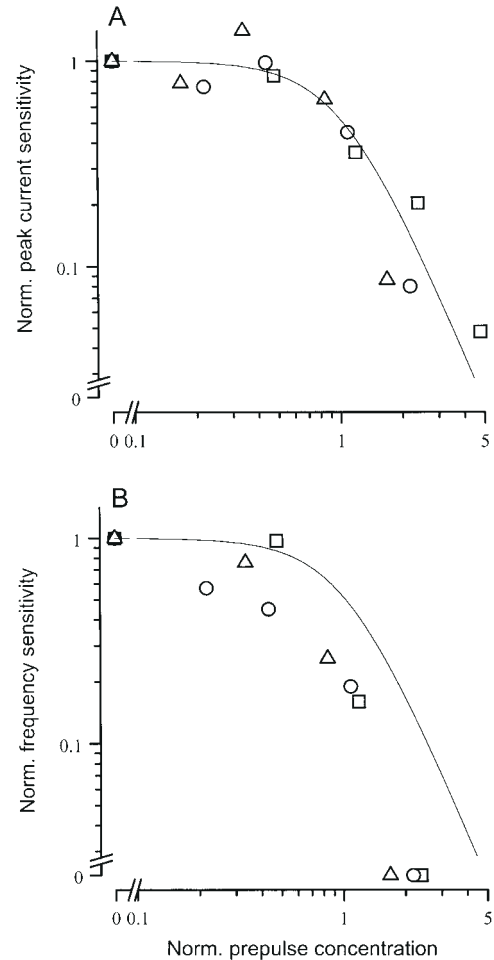 A
Norm. peak current sensitivity
1
0.1
0
0 0.1 1 5
B
Norm. frequency sensitivity
1
0.1
0
0 0.1 1 5
Norm. prepulse concentration